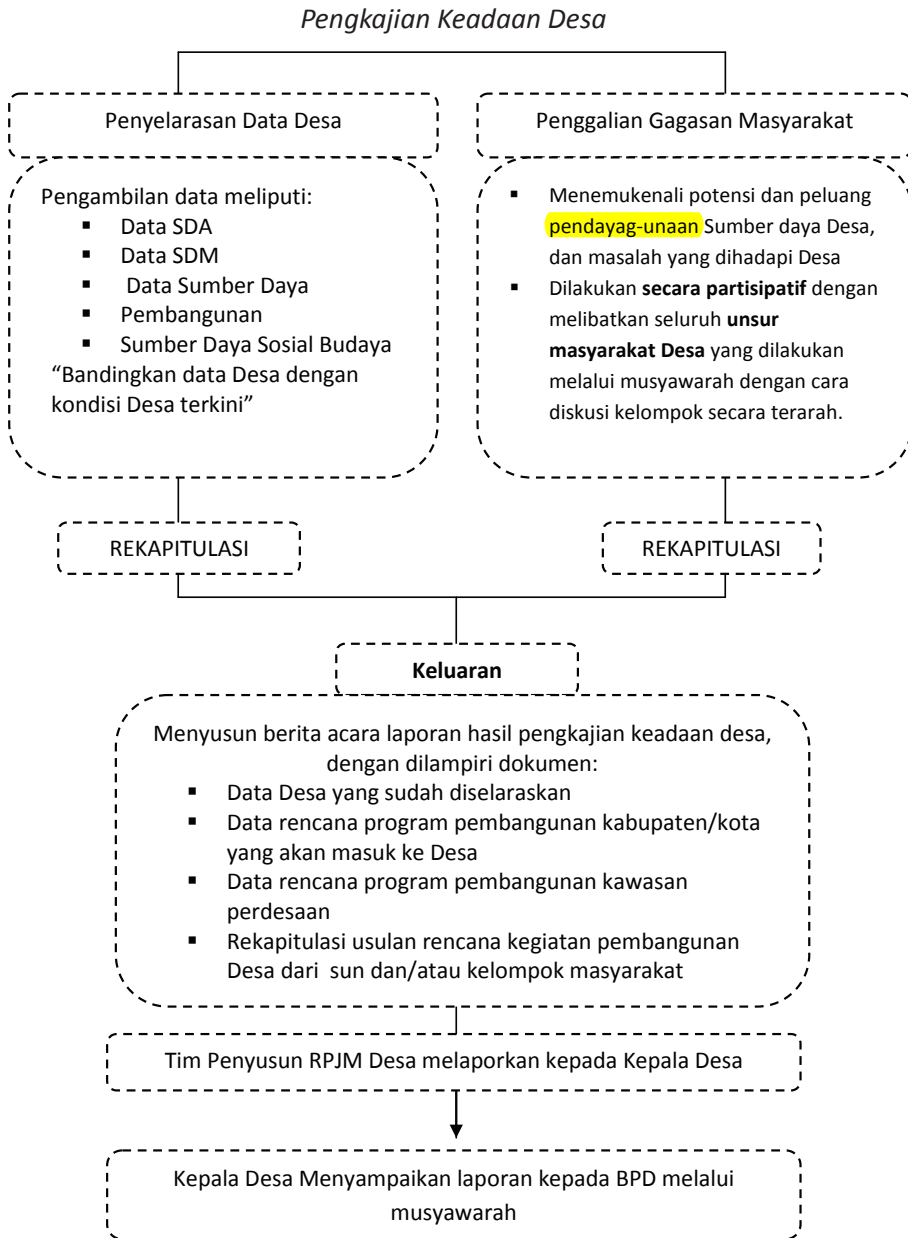 Pengkajian Keadaan Desa
Penyelarasan Data Desa
Pengambilan data meliputi:
▪ Data SDA
▪ Data SDM
▪ Data Sumber Daya
▪ Pembangunan
▪ Sumber Daya Sosial Budaya
“Bandingkan data Desa dengan
kondisi Desa terkini”
REKAPITULASI
Penggalian Gagasan Masyarakat
▪ Menemukenali potensi dan peluang
pendayag-unaan Sumber daya Desa,
dan masalah yang dihadapi Desa
▪ Dilakukan secara partisipatif dengan
melibatkan seluruh unsur
masyarakat Desa yang dilakukan
melalui musyawarah dengan cara
diskusi kelompok secara terarah.
REKAPITULASI
Keluaran
Menyusun berita acara laporan hasil pengkajian keadaan desa,
dengan dilampiri dokumen:
▪ Data Desa yang sudah diselaraskan
▪ Data rencana program pembangunan kabupaten/kota
yang akan masuk ke Desa
▪ Data rencana program pembangunan kawasan
perdesaan
▪ Rekapitulasi usulan rencana kegiatan pembangunan
Desa dari sun dan/atau kelompok masyarakat
Tim Penyusun RPJM Desa melaporkan kepada Kepala Desa
Kepala Desa Menyampaikan laporan kepada BPD melalui
musyawarah